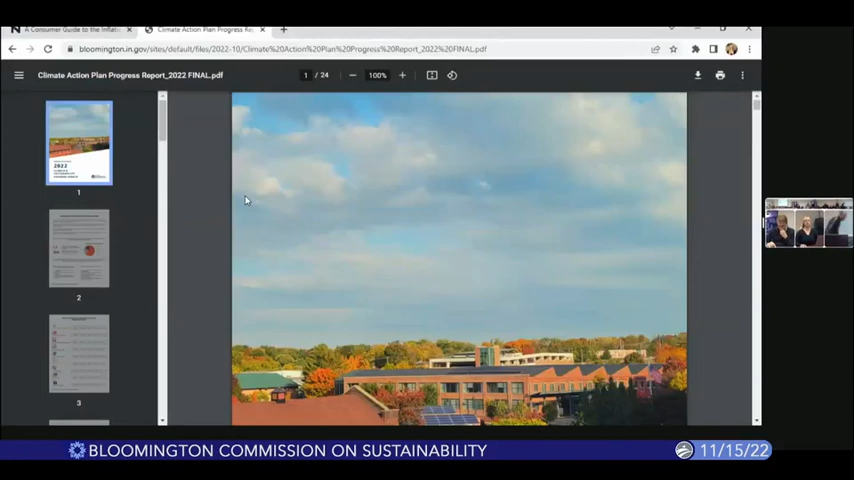 A Consumer Guide to the Inflati
Climate Action Plan Progress Re
bloomington.in.gov/sites/default/files/2022-10/Climate%20Action%20Plan%20Progress%20Report_2022%20FINAL.pdf
Climate Action Plan Progress Report_2022 FINAL.pdf
1 / 24
100%
2022
1
2
3
BLOOMINGTON COMMISSION ON SUSTAINABILITY
11/15/22